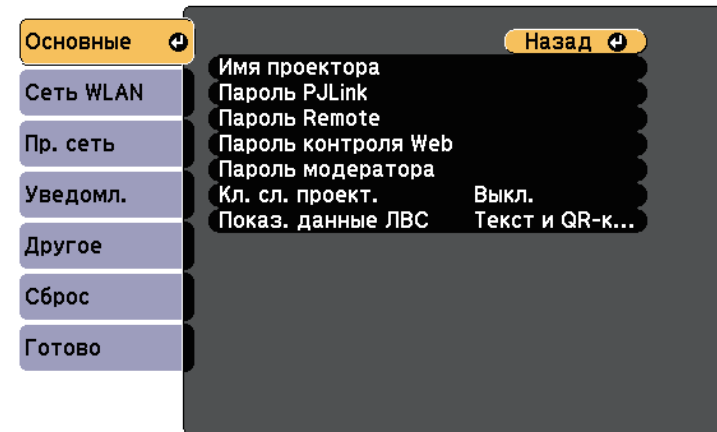 Основные
Сеть WLAN
Пр. сеть
Уведомл.
Другое
Сброс
Готово
Назад
Имя проектора
Пароль PJLink
Пароль Remote
Пароль контроля Web
Пароль модератора
Кл. сл. проект. Выкл.
Показ. данные ЛВС Текст и QR-к...